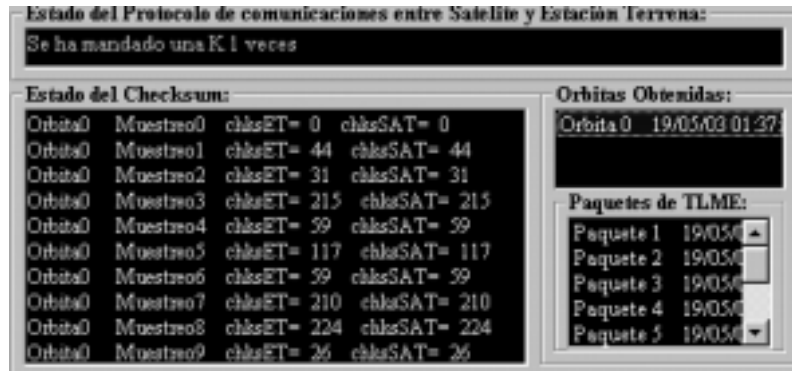 Estado del Protocolo de comunicaciones entre Satelite y Estación Terrena:
Se ha mandado una K 1 veces
Estado del Checksum:
Orbita0 Muestreo0 chksET= 0 chksSAT= 0
Orbita0 Muestreo1 chksET= 44 chksSAT= 44
Orbita0 Muestreo2 chksET= 31 chksSAT= 31
Orbita0 Muestreo3 chksET= 215 chksSAT= 215
Orbita0 Muestreo4 chksET= 59 chksSAT= 59
Orbita0 Muestreo5 chksET= 117 chksSAT= 117
Orbita0 Muestreo6 chksET= 59 chksSAT= 59
Orbita0 Muestreo7 chksET= 210 chksSAT= 210
Orbita0 Muestreo8 chksET= 224 chksSAT= 224
Orbita0 Muestreo9 chksET= 26 chksSAT= 26
Orbitas Obtenidas:
Orbita 0 19/05/03 01:37:
Paquetes de TLME:
Paquete 1 19/05/0
Paquete 2 19/05/0
Paquete 3 19/05/0
Paquete 4 19/05/0
Paquete 5 19/05/0